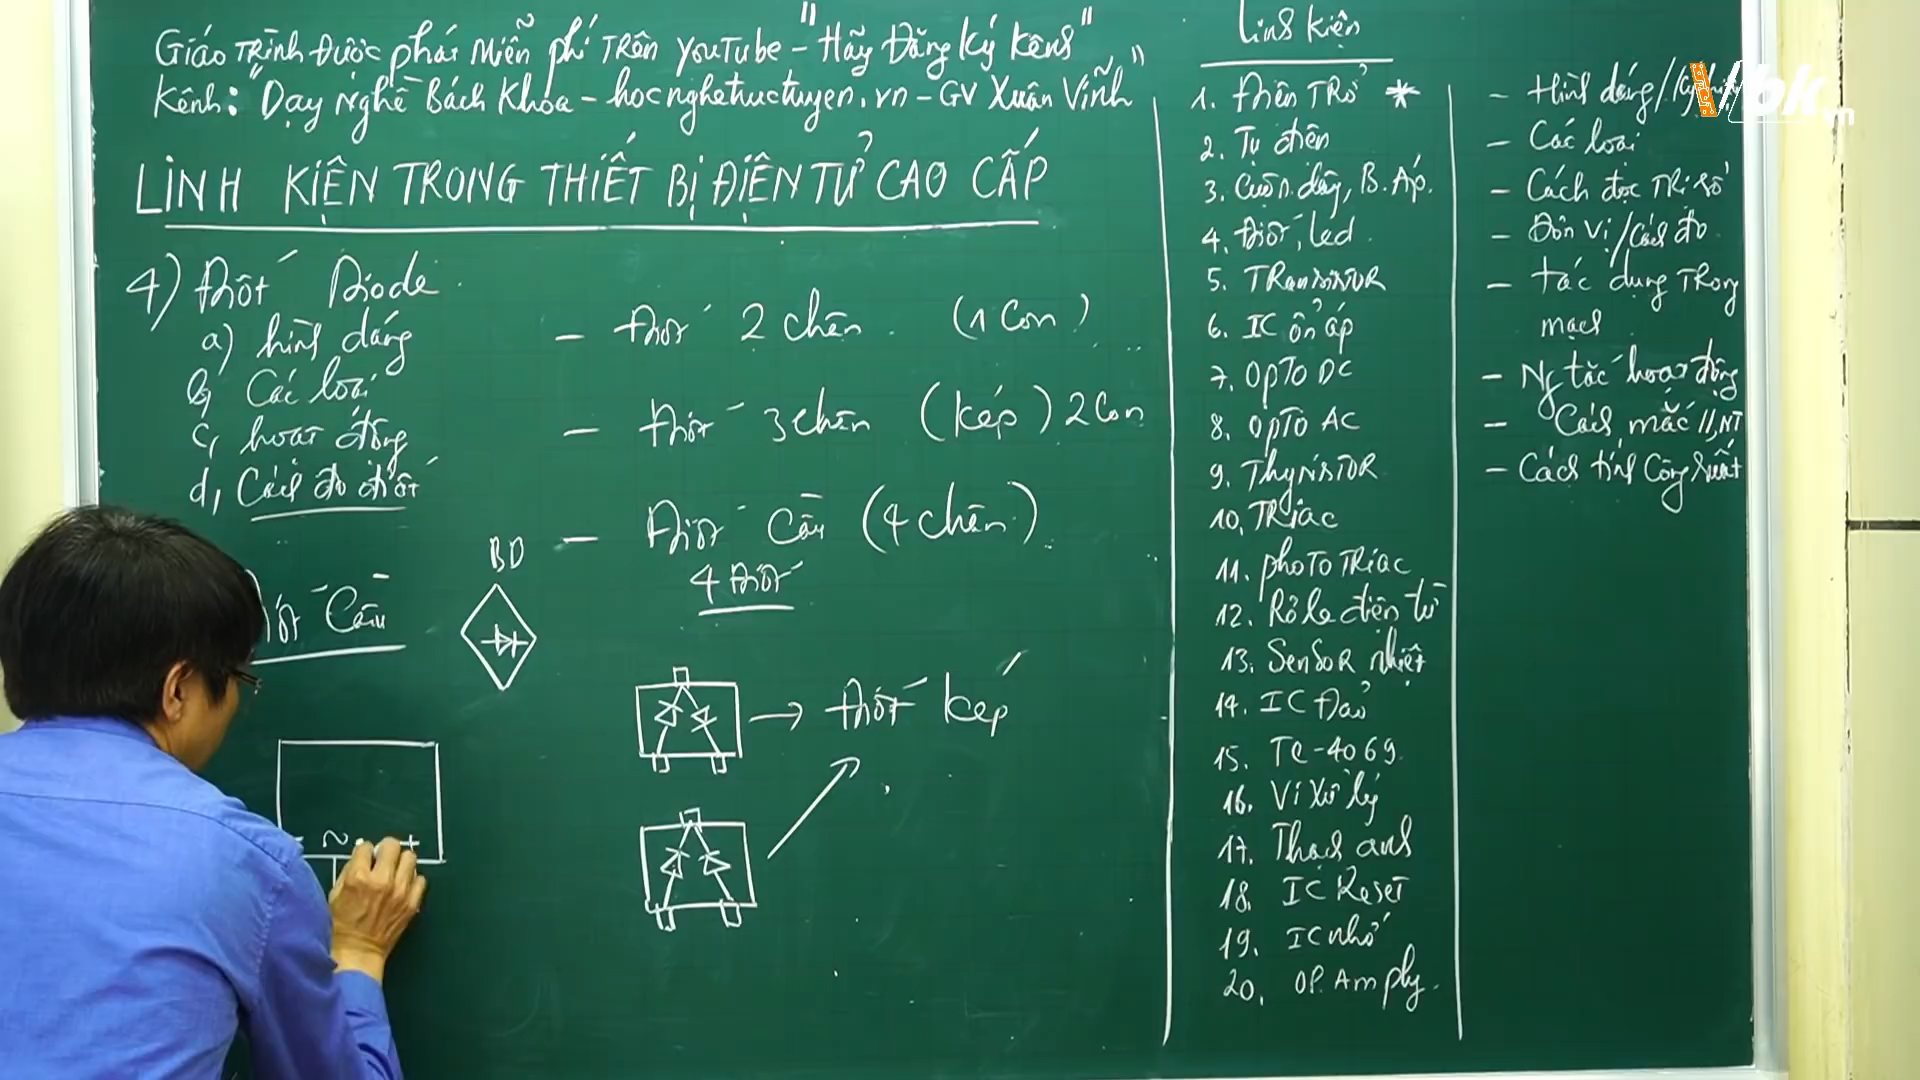 Giáo trình được phát miễn phí trên YouTube - "Hãy Đăng ký kênh"
Kênh: "Dạy Nghề Bách Khoa - hocnghetructuyen.vn - GV Xuân Vinh"
LINH KIỆN TRONG THIẾT BỊ ĐIỆN TỬ CAO CẤP
4) Điốt Diode
a) hình dáng
b, Các loại
c, hoạt động
d, Cách đo điốt
- Điốt 2 chân (1 con)
- Điốt 3 chân (kép) 2 con
- Điốt cầu (4 chân)
4 điốt
ốt Cầu
BD
→ Điốt kép
~ +
Linh kiện
1. Điện TRở *
2. Tụ điện
3. Cuộn dây, B. Áp.
4. Điốt, led
5. TRansisTOR
6. IC ổn áp
7. OpTo DC
8. OpTo AC
9. ThyrisTOR
10, TRiac
11. phoTo TRiac
12. Rơ le điện từ
13. SenSoR nhiệt
14. IC Đảo
15. TC-4069
16. Vi Xử lý
17. Thạch anh
18. IC Reset
19. IC nhớ
20. OP. Amply.
- Hình dáng/
- Các loại
- Cách đọc TRị số
- Đơn vị/Cách đo
- Tác dụng TRong
mạch
- Ng tắc hoạt động
- Cách mắc //, NT
- Cách tính Công suất
Vbk.vn